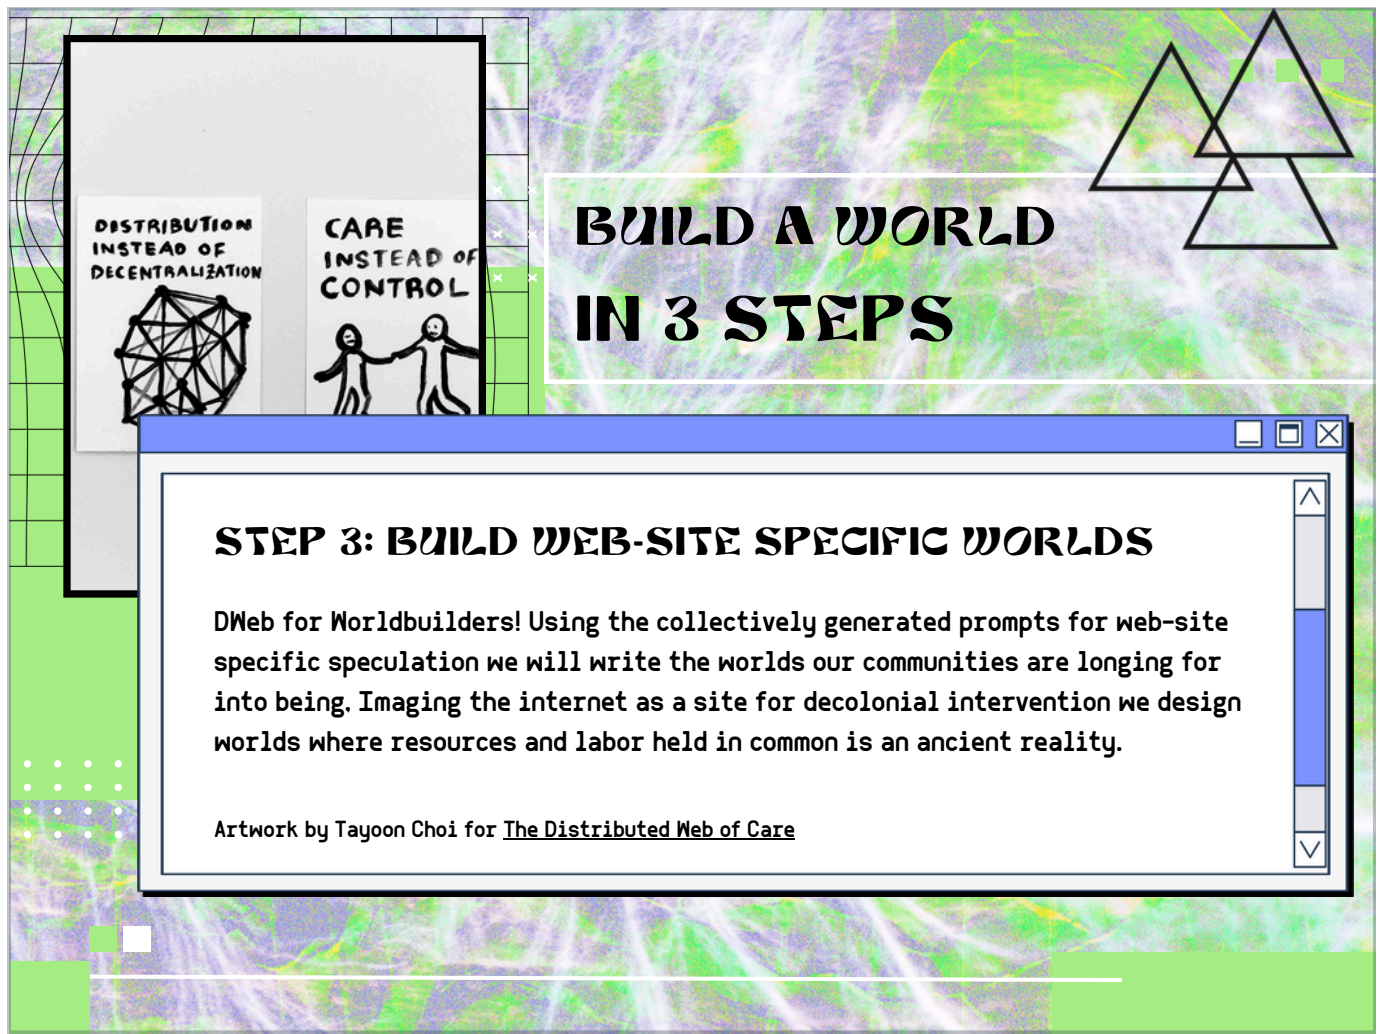 DISTRIBUTION
INSTEAD OF
DECENTRALIZATION
CARE
INSTEAD OF
CONTROL
BUILD A WORLD
IN 3 STEPS
STEP 3: BUILD WEB-SITE SPECIFIC WORLDS
DWeb for Worldbuilders! Using the collectively generated prompts for web-site
specific speculation we will write the worlds our communities are longing for
into being. Imaging the internet as a site for decolonial intervention we design
worlds where resources and labor held in common is an ancient reality.
Artwork by Tayoon Choi for The Distributed Web of Care